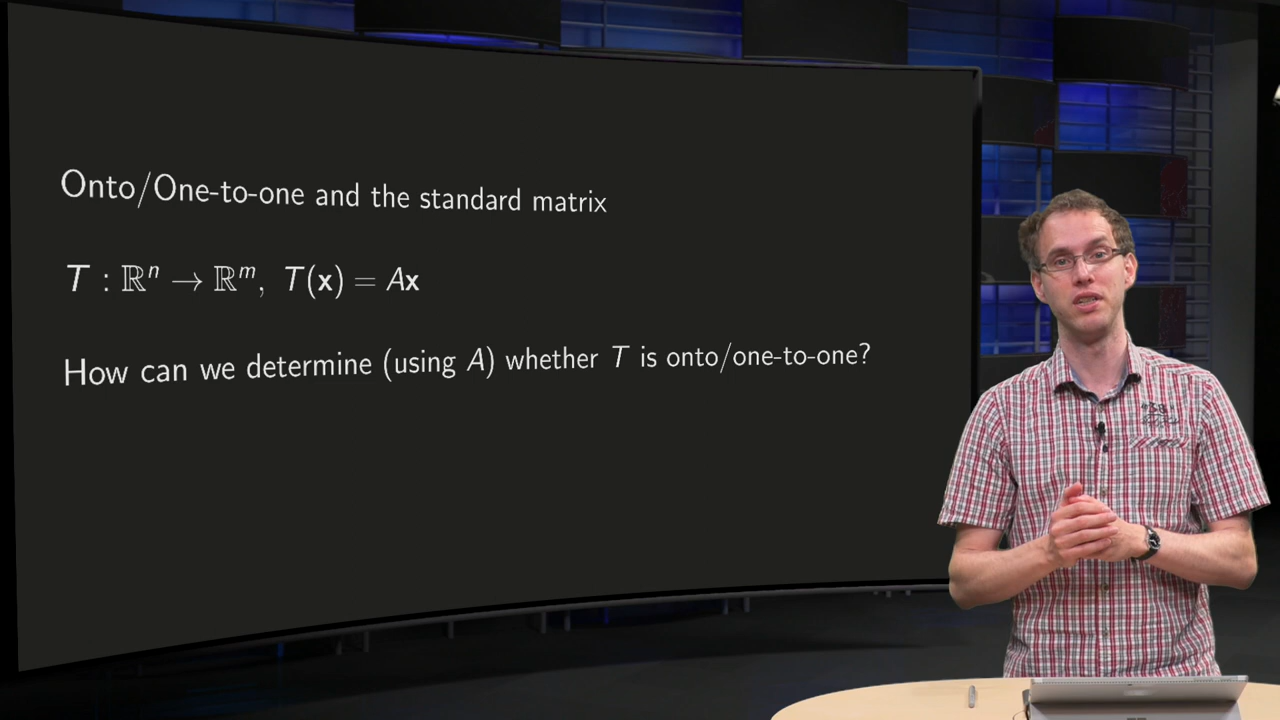 Onto/One-to-one and the standard matrix
T : ℝⁿ → ℝᵐ, T(x) = Ax
How can we determine (using A) whether T is onto/one-to-one?
"38"